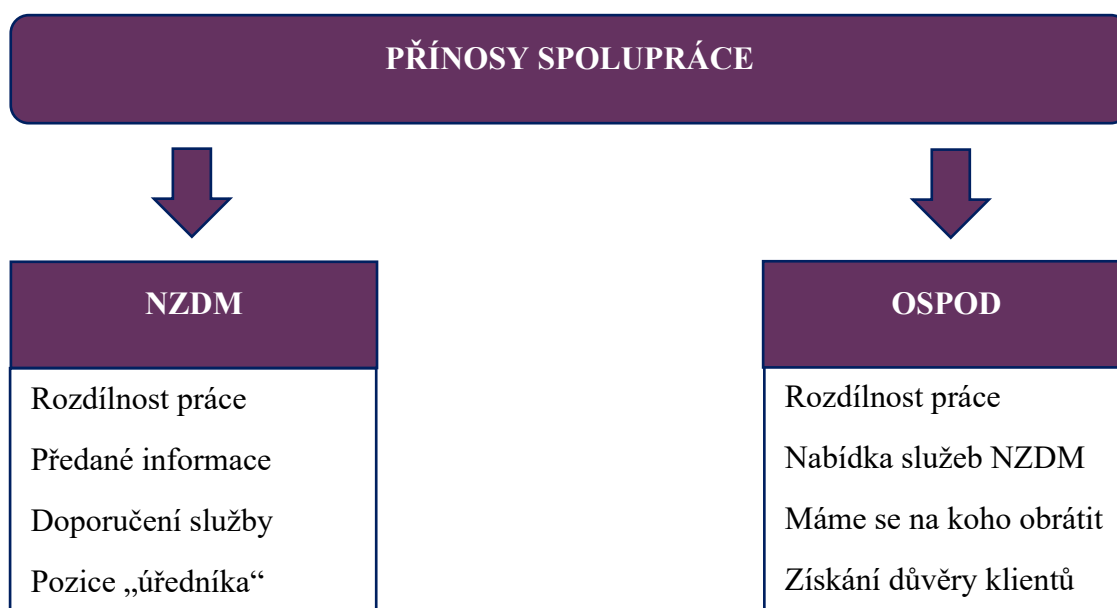 PŘÍNOSY SPOLUPRÁCE
NZDM
Rozdílnost práce
Předané informace
Doporučení služby
Pozice „úředníka“
OSPOD
Rozdílnost práce
Nabídka služeb NZDM
Máme se na koho obrátit
Získání důvěry klientů